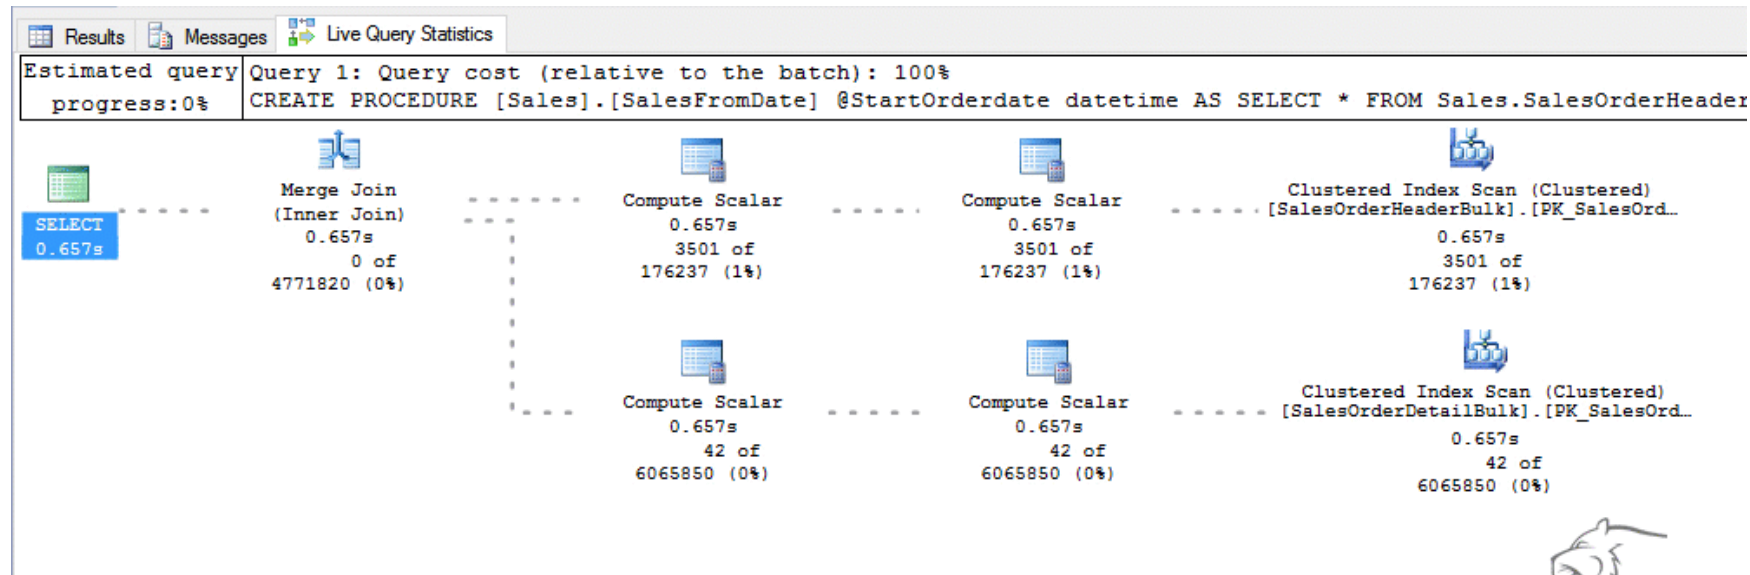 Results Messages Live Query Statistics
Estimated query progress:0%
Query 1: Query cost (relative to the batch): 100%
CREATE PROCEDURE [Sales].[SalesFromDate] @StartOrderdate datetime AS SELECT * FROM Sales.SalesOrderHeader
SELECT
0.657s
Merge Join
(Inner Join)
0.657s
0 of
4771820 (0%)
Compute Scalar
0.657s
3501 of
176237 (1%)
Compute Scalar
0.657s
3501 of
176237 (1%)
Clustered Index Scan (Clustered)
[SalesOrderHeaderBulk].[PK_SalesOrd…
0.657s
3501 of
176237 (1%)
Compute Scalar
0.657s
42 of
6065850 (0%)
Compute Scalar
0.657s
42 of
6065850 (0%)
Clustered Index Scan (Clustered)
[SalesOrderDetailBulk].[PK_SalesOrd…
0.657s
42 of
6065850 (0%)